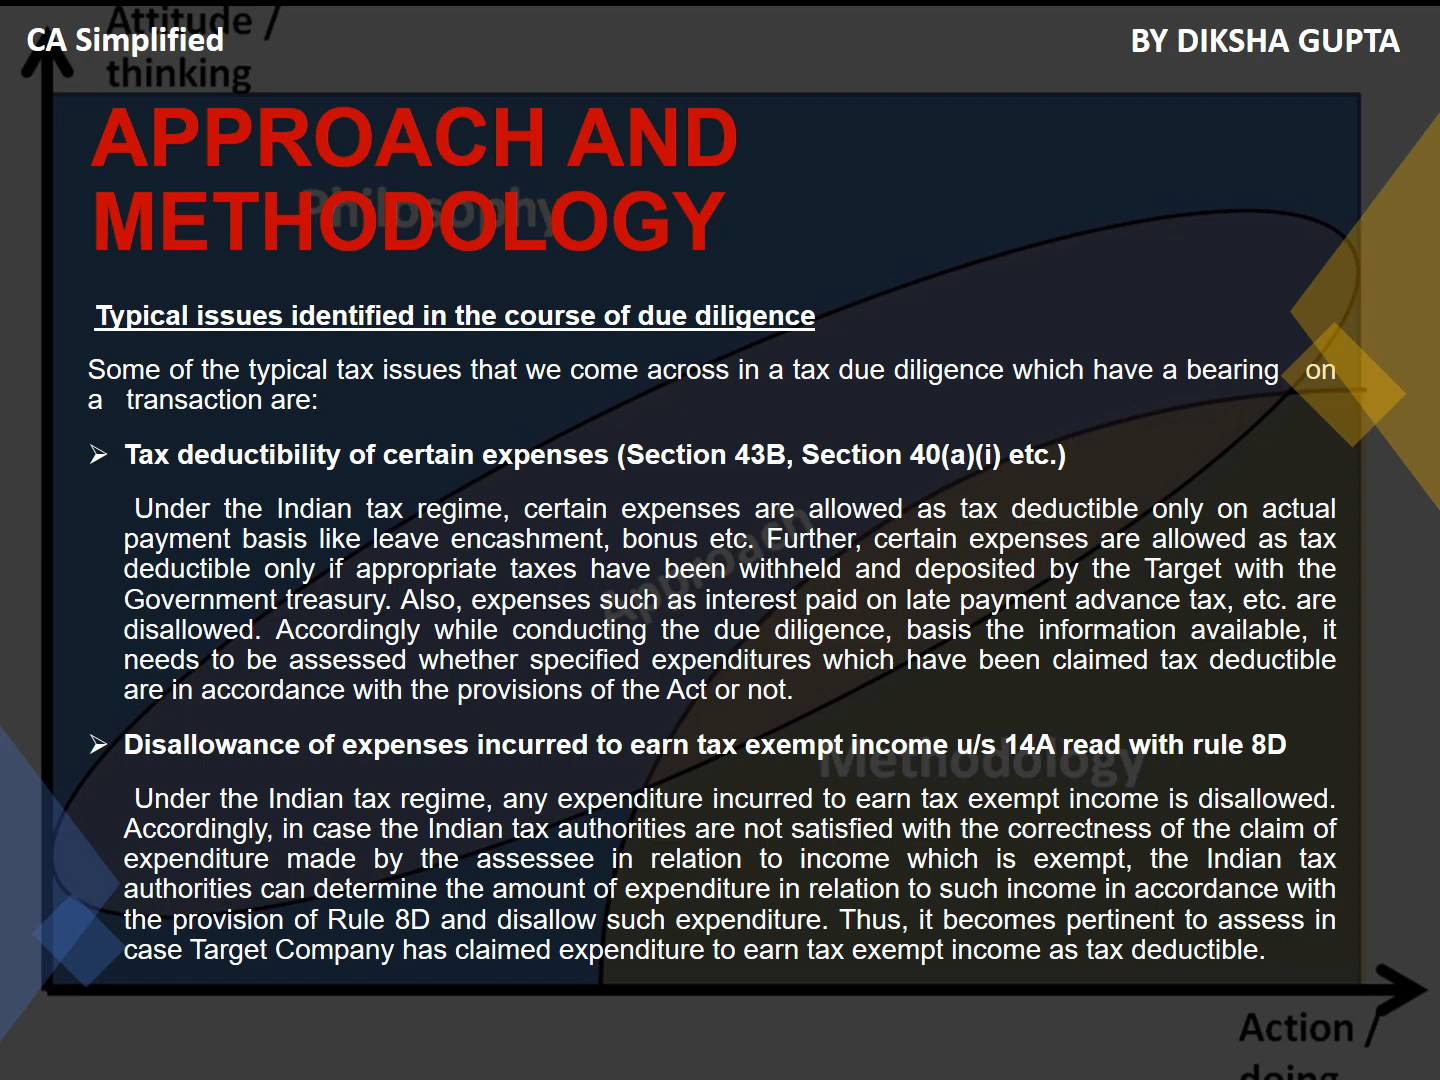 Attitude /
CA Simplified
BY DIKSHA GUPTA
thinking
APPROACH AND
Philosophy
METHODOLOGY
Typical issues identified in the course of due diligence
Some of the typical tax issues that we come across in a tax due diligence which have a bearing on
a transaction are:
➢ Tax deductibility of certain expenses (Section 43B, Section 40(a)(i) etc.)
Under the Indian tax regime, certain expenses are allowed as tax deductible only on actual
payment basis like leave encashment, bonus etc. Further, certain expenses are allowed as tax
deductible only if appropriate taxes have been withheld and deposited by the Target with the
Government treasury. Also, expenses such as interest paid on late payment advance tax, etc. are
disallowed. Accordingly while conducting the due diligence, basis the information available, it
needs to be assessed whether specified expenditures which have been claimed tax deductible
are in accordance with the provisions of the Act or not.
Approach
➢ Disallowance of expenses incurred to earn tax exempt income u/s 14A read with rule 8D
Methodology
Under the Indian tax regime, any expenditure incurred to earn tax exempt income is disallowed.
Accordingly, in case the Indian tax authorities are not satisfied with the correctness of the claim of
expenditure made by the assessee in relation to income which is exempt, the Indian tax
authorities can determine the amount of expenditure in relation to such income in accordance with
the provision of Rule 8D and disallow such expenditure. Thus, it becomes pertinent to assess in
case Target Company has claimed expenditure to earn tax exempt income as tax deductible.
Action /
doing